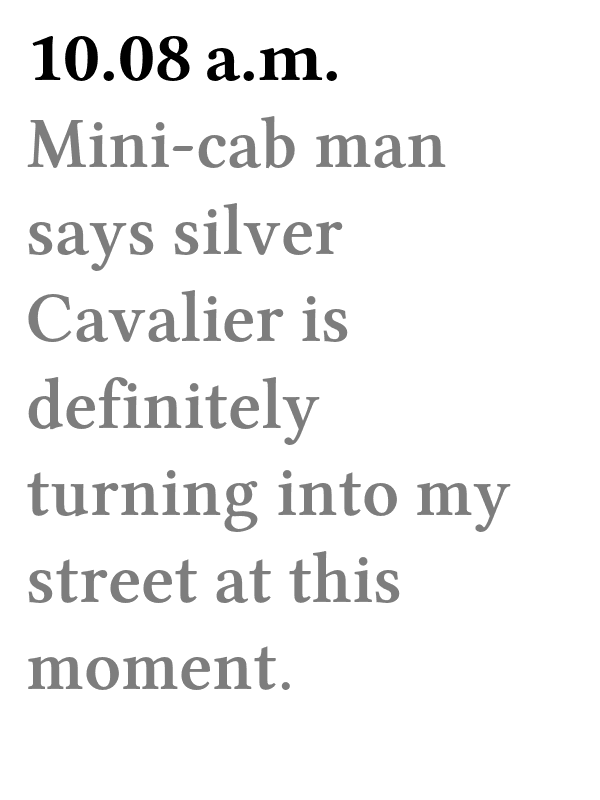 10.08 a.m.
Mini-cab man
says silver
Cavalier is
definitely
turning into my
street at this
moment.